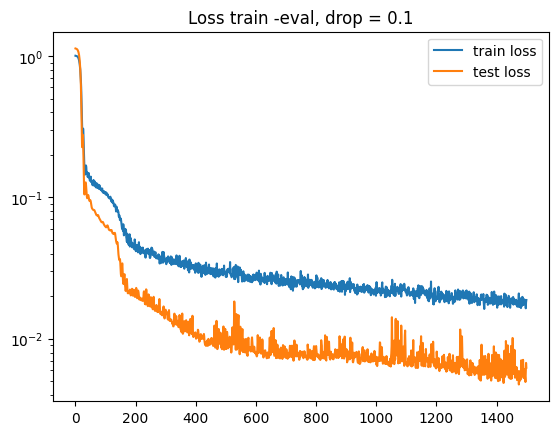 Loss train -eval, drop = 0.1
train loss
test loss
10⁰
10⁻¹
10⁻²
0 200 400 600 800 1000 1200 1400